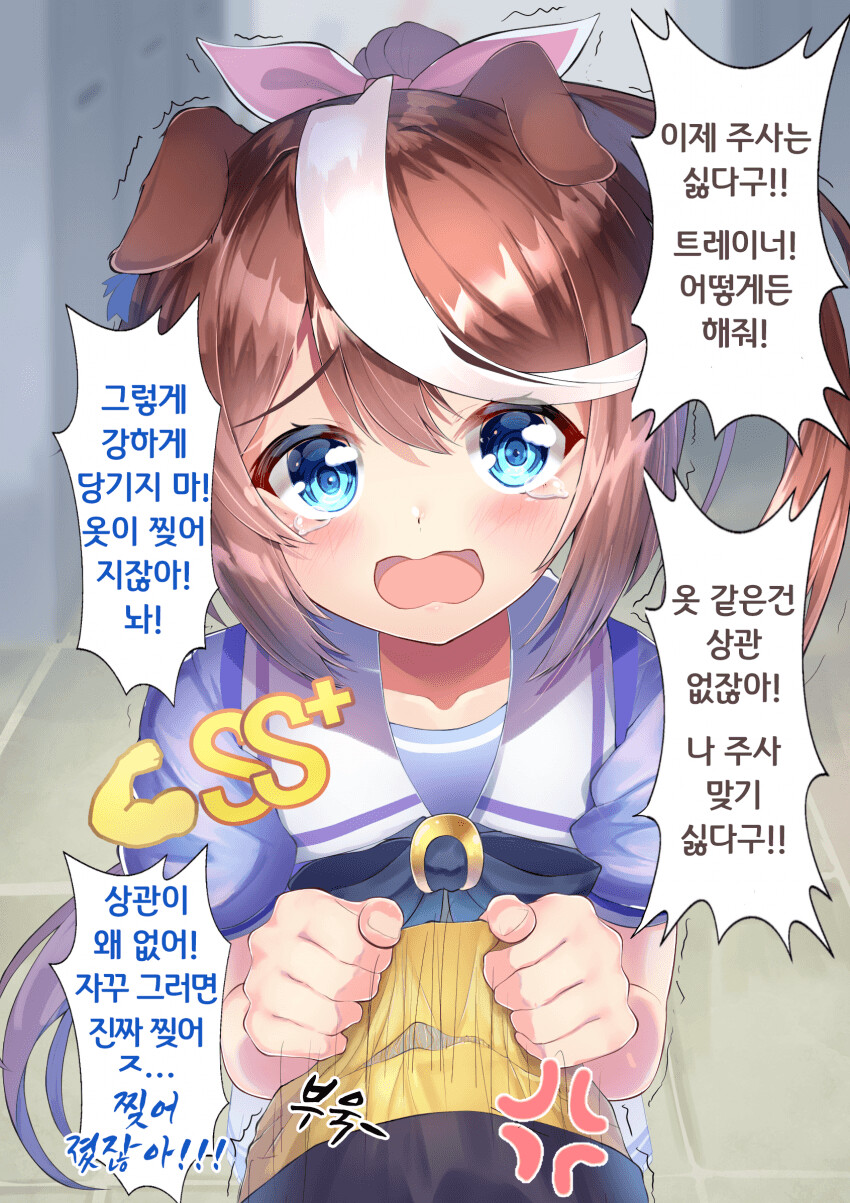 이제 주사는
싫다구!!
트레이너!
어떻게든
해줘!
그렇게
강하게
당기지 마!
옷이 찢어
지잖아!
놔!
옷 같은건
상관
없잖아!
나 주사
맞기
싫다구!!
SS+
상관이
왜 없어!
자꾸 그러면
진짜 찢어
ㅈ...
찢어
졌잖아!!!
부욱-